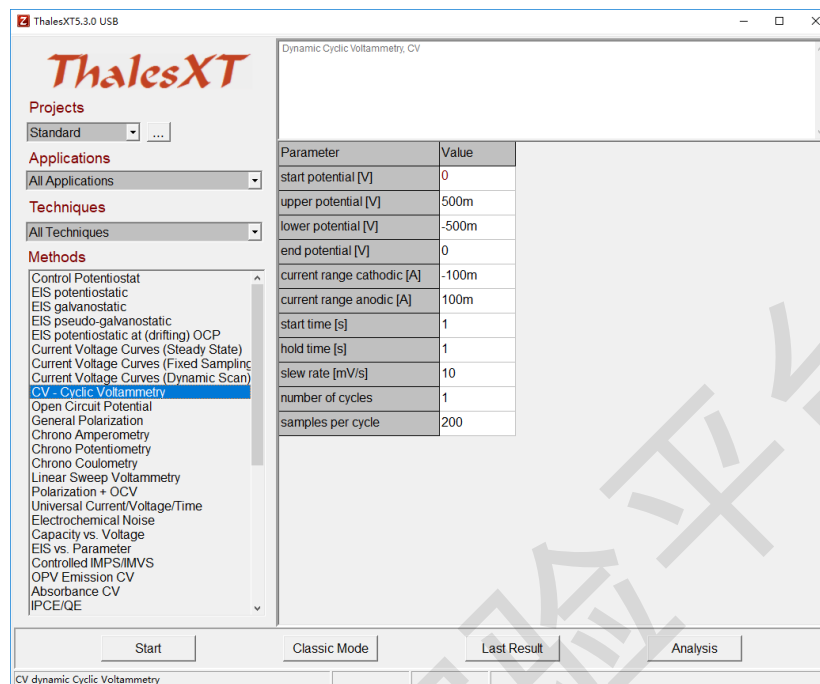 ThalesXT5.3.0 USB
ThalesXT
Projects
Standard
...
Applications
All Applications
Techniques
All Techniques
Methods
Control Potentiostat
EIS potentiostatic
EIS galvanostatic
EIS pseudo-galvanostatic
EIS potentiostatic at (drifting) OCP
Current Voltage Curves (Steady State)
Current Voltage Curves (Fixed Sampling
Current Voltage Curves (Dynamic Scan)
CV - Cyclic Voltammetry
Open Circuit Potential
General Polarization
Chrono Amperometry
Chrono Potentiometry
Chrono Coulometry
Linear Sweep Voltammetry
Polarization + OCV
Universal Current/Voltage/Time
Electrochemical Noise
Capacity vs. Voltage
EIS vs. Parameter
Controlled IMPS/IMVS
OPV Emission CV
Absorbance CV
IPCE/QE
Dynamic Cyclic Voltammetry, CV
Parameter Value
start potential [V] 0
upper potential [V] 500m
lower potential [V] -500m
end potential [V] 0
current range cathodic [A] -100m
current range anodic [A] 100m
start time [s] 1
hold time [s] 1
slew rate [mV/s] 10
number of cycles 1
samples per cycle 200
Start Classic Mode Last Result Analysis
CV dynamic Cyclic Voltammetry
验平台